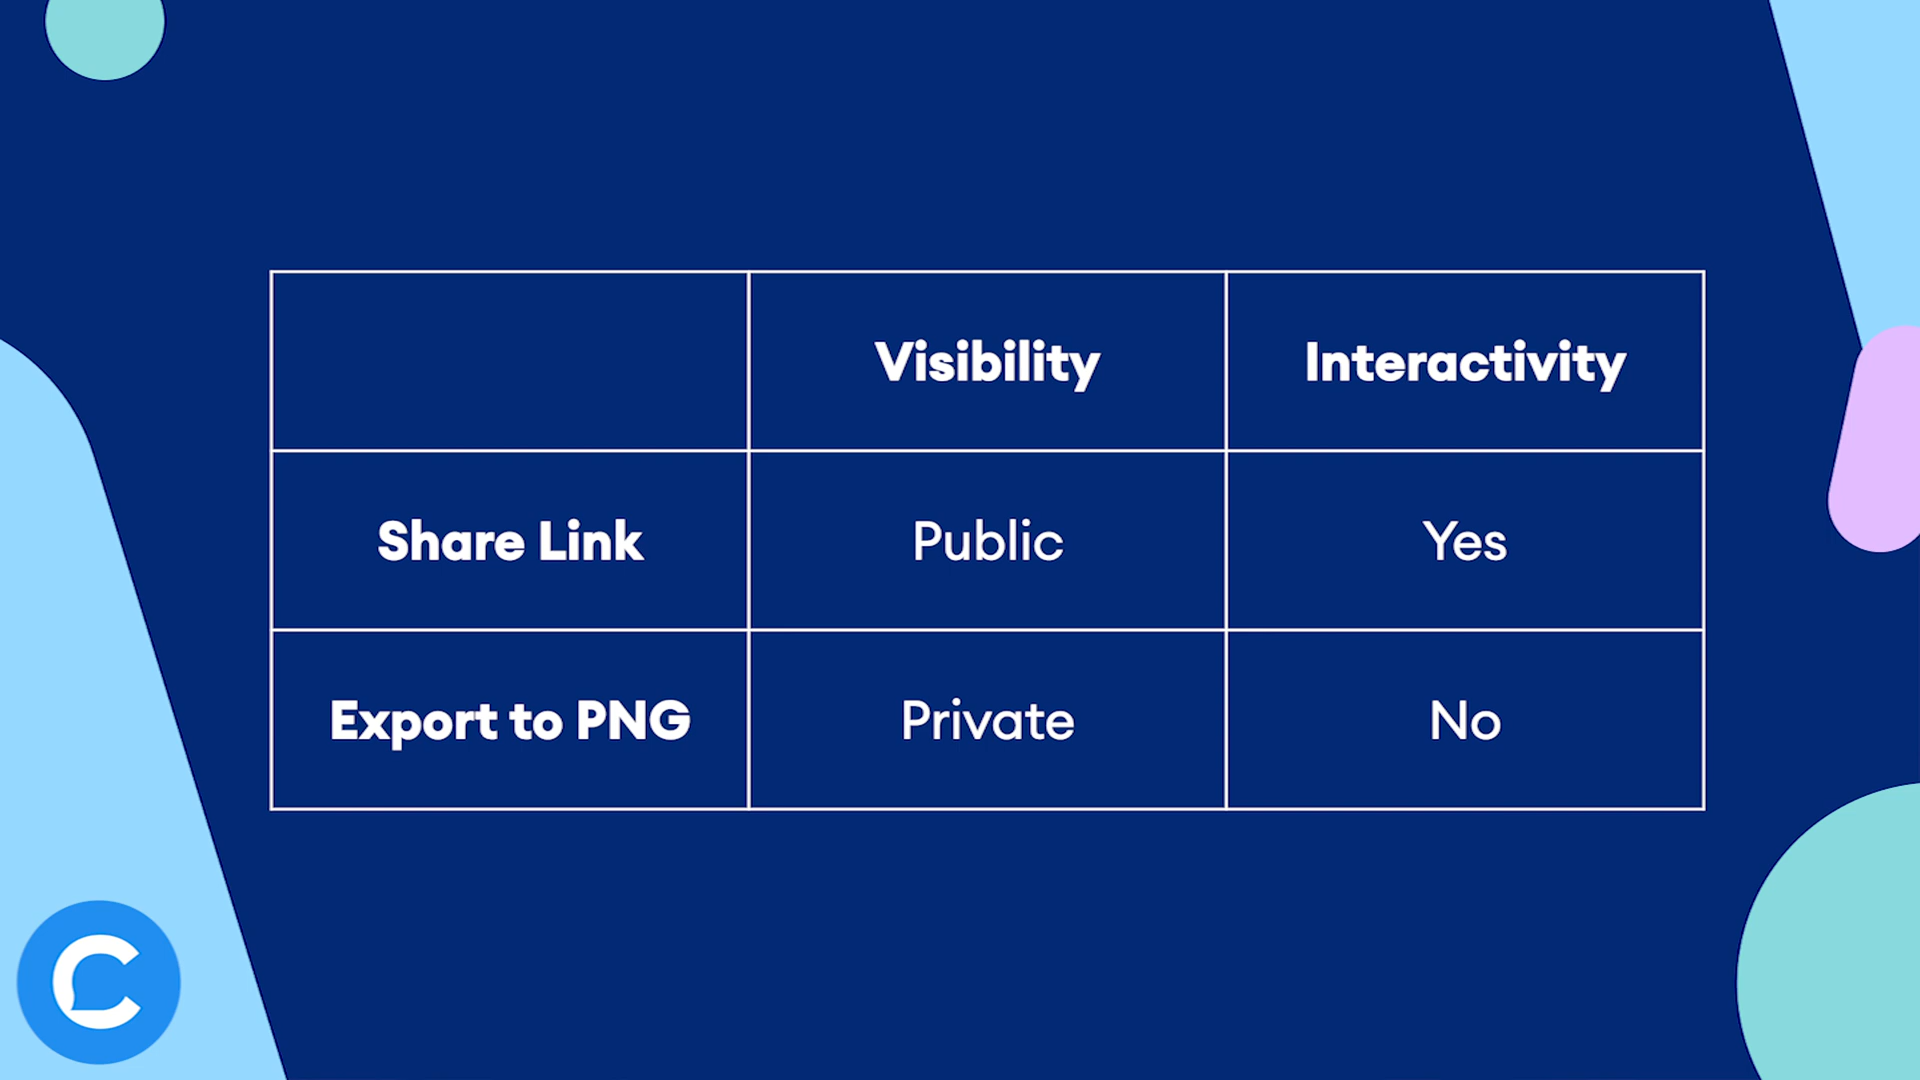 Visibility
Interactivity
Share Link
Public
Yes
Export to PNG
Private
No